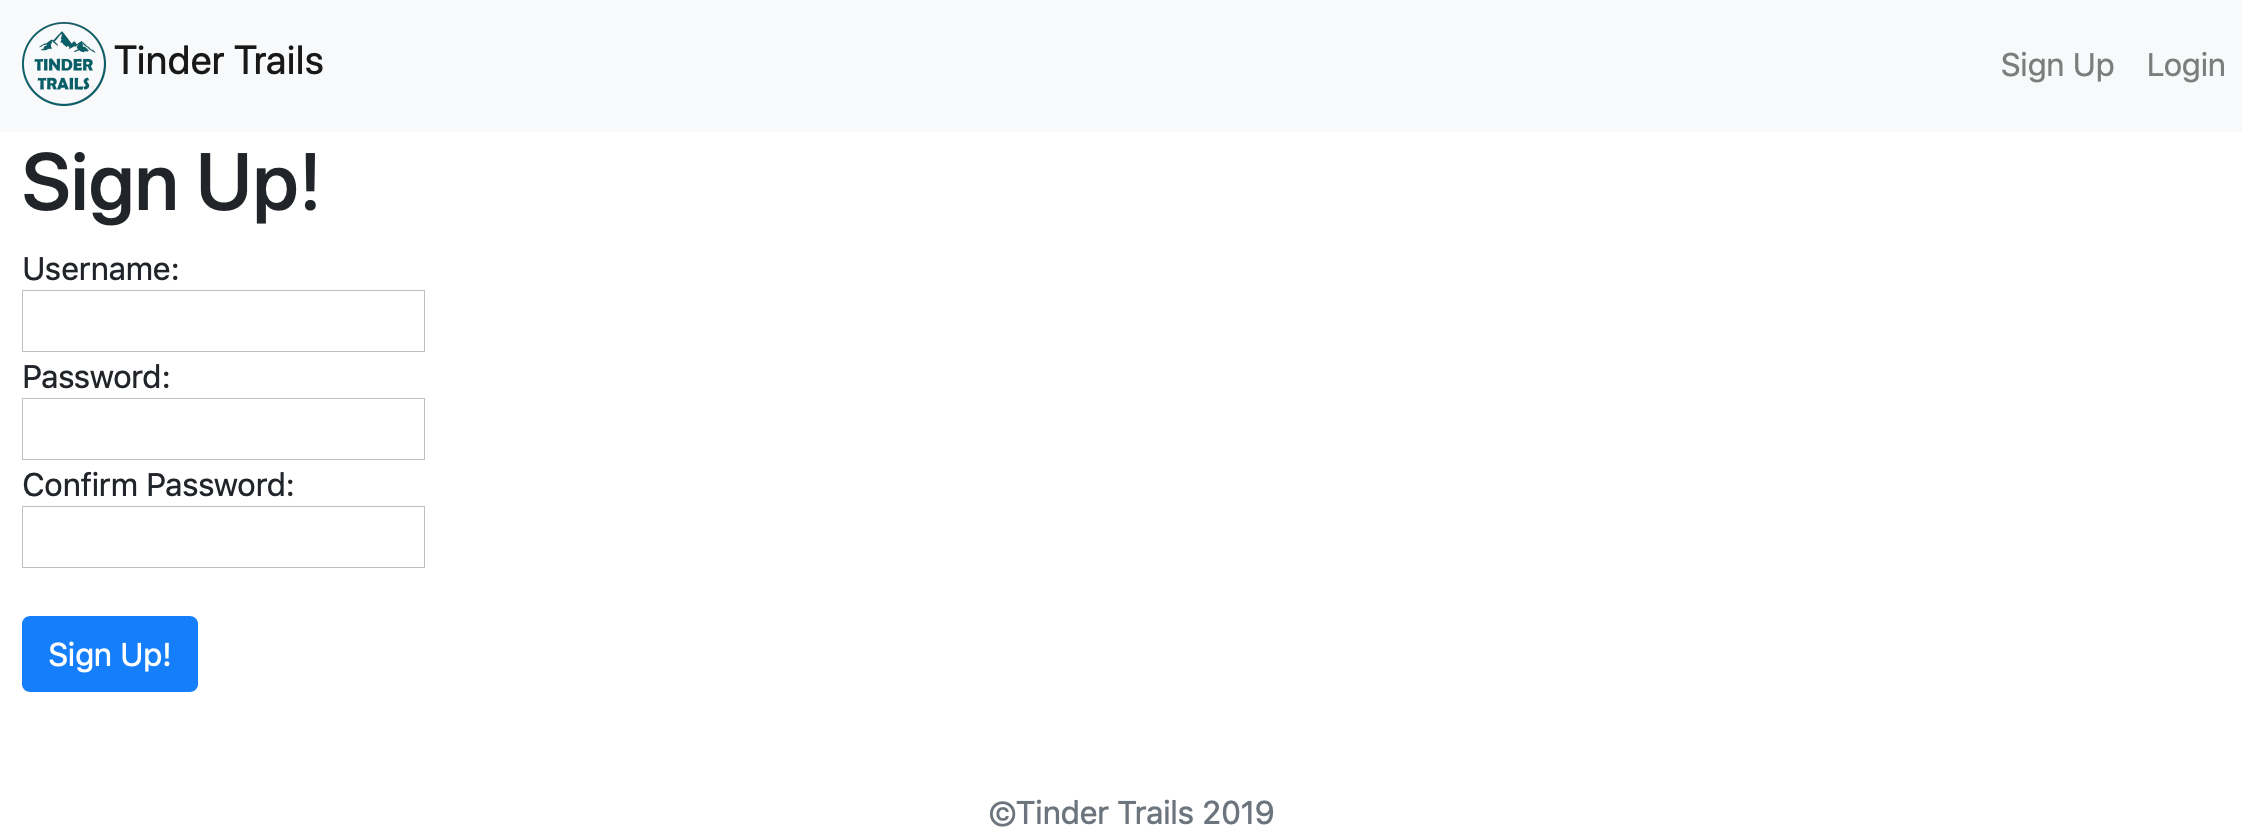 TINDER
TRAILS
Tinder Trails
Sign Up
Login
Sign Up!
Username:
Password:
Confirm Password:
Sign Up!
©Tinder Trails 2019